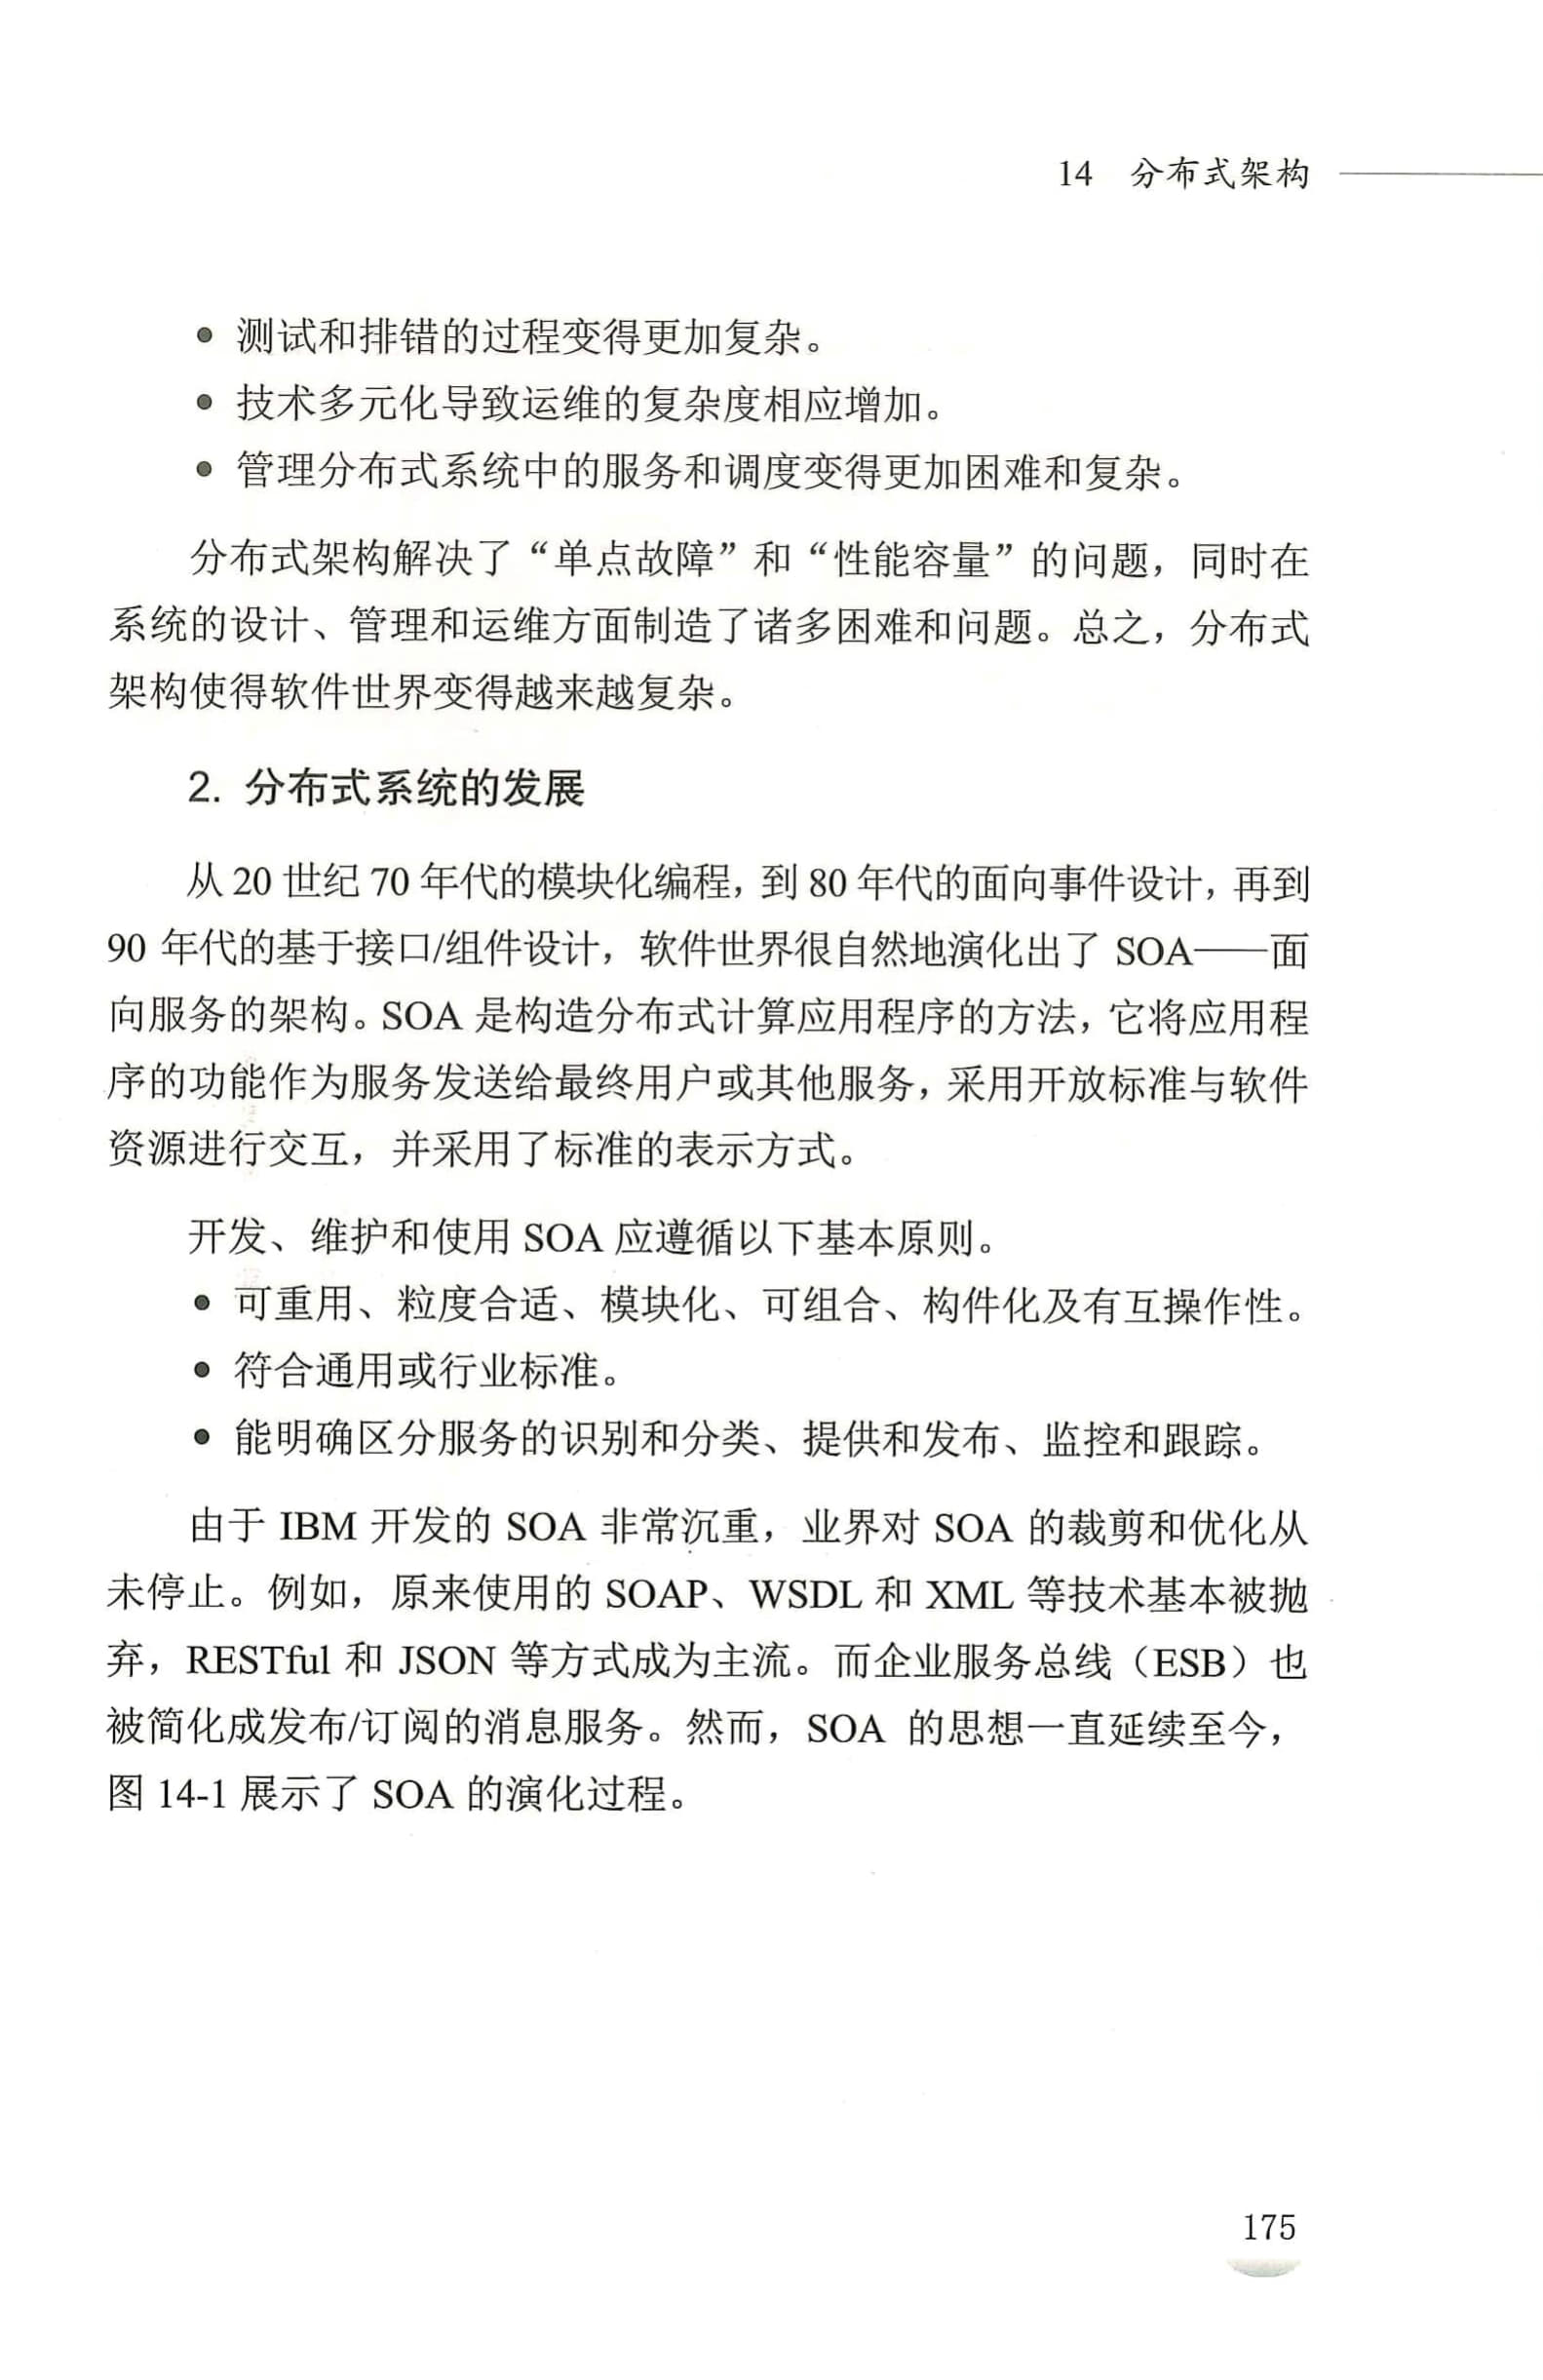 14 分布式架构
● 测试和排错的过程变得更加复杂。
● 技术多元化导致运维的复杂度相应增加。
● 管理分布式系统中的服务和调度变得更加困难和复杂。
分布式架构解决了“单点故障”和“性能容量”的问题，同时在
系统的设计、管理和运维方面制造了诸多困难和问题。总之，分布式
架构使得软件世界变得越来越复杂。
2. 分布式系统的发展
从 20 世纪 70 年代的模块化编程，到 80 年代的面向事件设计，再到
90 年代的基于接口/组件设计，软件世界很自然地演化出了 SOA——面
向服务的架构。SOA 是构造分布式计算应用程序的方法，它将应用程
序的功能作为服务发送给最终用户或其他服务，采用开放标准与软件
资源进行交互，并采用了标准的表示方式。
开发、维护和使用 SOA 应遵循以下基本原则。
● 可重用、粒度合适、模块化、可组合、构件化及有互操作性。
● 符合通用或行业标准。
● 能明确区分服务的识别和分类、提供和发布、监控和跟踪。
由于 IBM 开发的 SOA 非常沉重，业界对 SOA 的裁剪和优化从
未停止。例如，原来使用的 SOAP、WSDL 和 XML 等技术基本被抛
弃，RESTful 和 JSON 等方式成为主流。而企业服务总线（ESB）也
被简化成发布/订阅的消息服务。然而，SOA 的思想一直延续至今，
图 14-1 展示了 SOA 的演化过程。
175